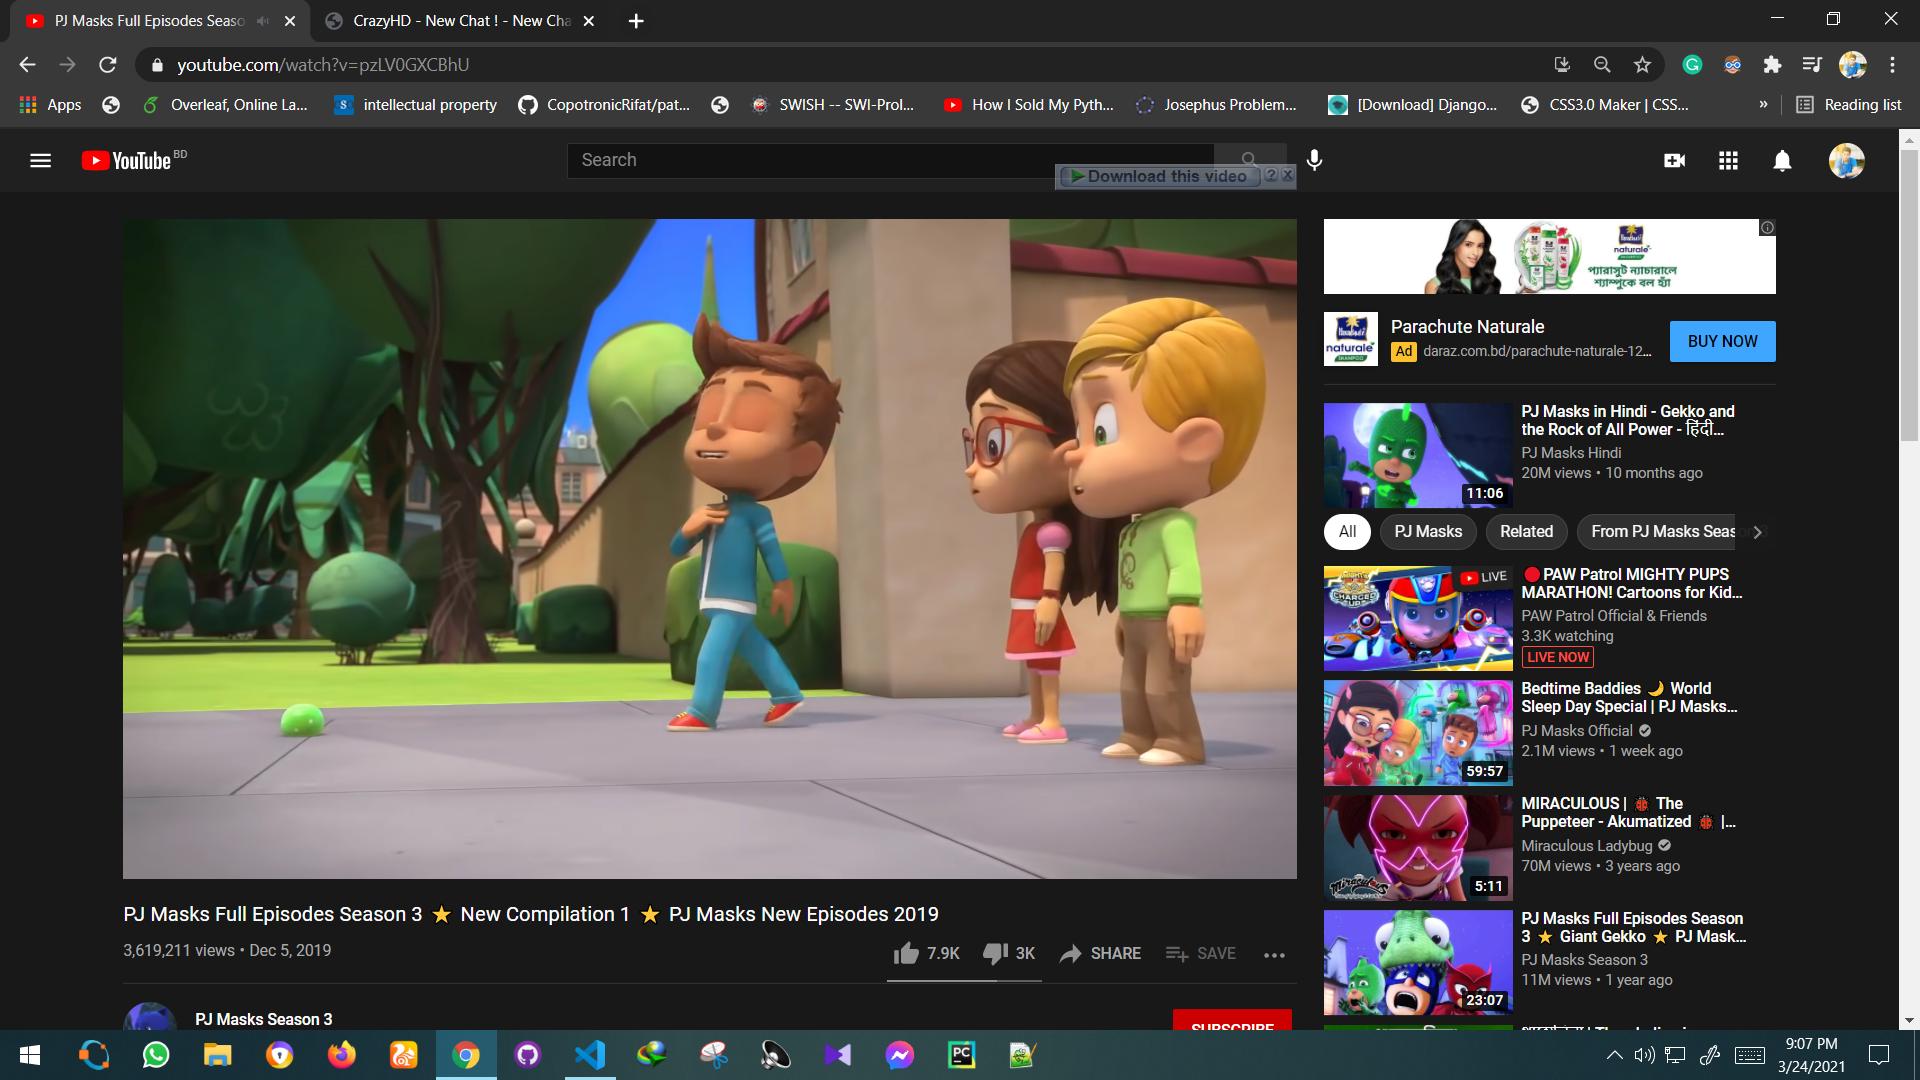 PJ Masks Full Episodes Seaso
CrazyHD - New Chat ! - New Cha
youtube.com/watch?v=pzLV0GXCBhU
Apps
Overleaf, Online La...
intellectual property
CopotronicRifat/pat...
SWISH -- SWI-Prol...
How I Sold My Pyth...
Josephus Problem...
[Download] Django...
CSS3.0 Maker | CSS...
»
Reading list
YouTube BD
Search
Download this video
naturale
প্যারাসুট ন্যাচারালে
শ্যাম্পুকে বল হ্যাঁ
naturale
SHAMPOO
Parachute Naturale
Ad daras.com.bd/parachute-naturale-12...
BUY NOW
PJ Masks in Hindi - Gekko and
the Rock of All Power - हिंदी...
PJ Masks Hindi
20M views • 10 months ago
11:06
All
PJ Masks
Related
From PJ Masks Seas
CHARGED UP
LIVE
PAW Patrol MIGHTY PUPS
MARATHON! Cartoons for Kid...
PAW Patrol Official & Friends
3.3K watching
LIVE NOW
Bedtime Baddies 🌙 World
Sleep Day Special | PJ Masks...
PJ Masks Official
2.1M views • 1 week ago
59:57
MIRACULOUS | 🐞 The
Puppeteer - Akumatized 🐞 |...
Miraculous Ladybug
70M views • 3 years ago
Miraculous
5:11
PJ Masks Full Episodes Season
3 ⭐ Giant Gekko ⭐ PJ Mask...
PJ Masks Season 3
11M views • 1 year ago
23:07
PJ Masks Full Episodes Season 3 ⭐ New Compilation 1 ⭐ PJ Masks New Episodes 2019
3,619,211 views • Dec 5, 2019
7.9K
3K
SHARE
SAVE
PJ Masks Season 3
SUBSCRIBE
PC
9:07 PM
3/24/2021